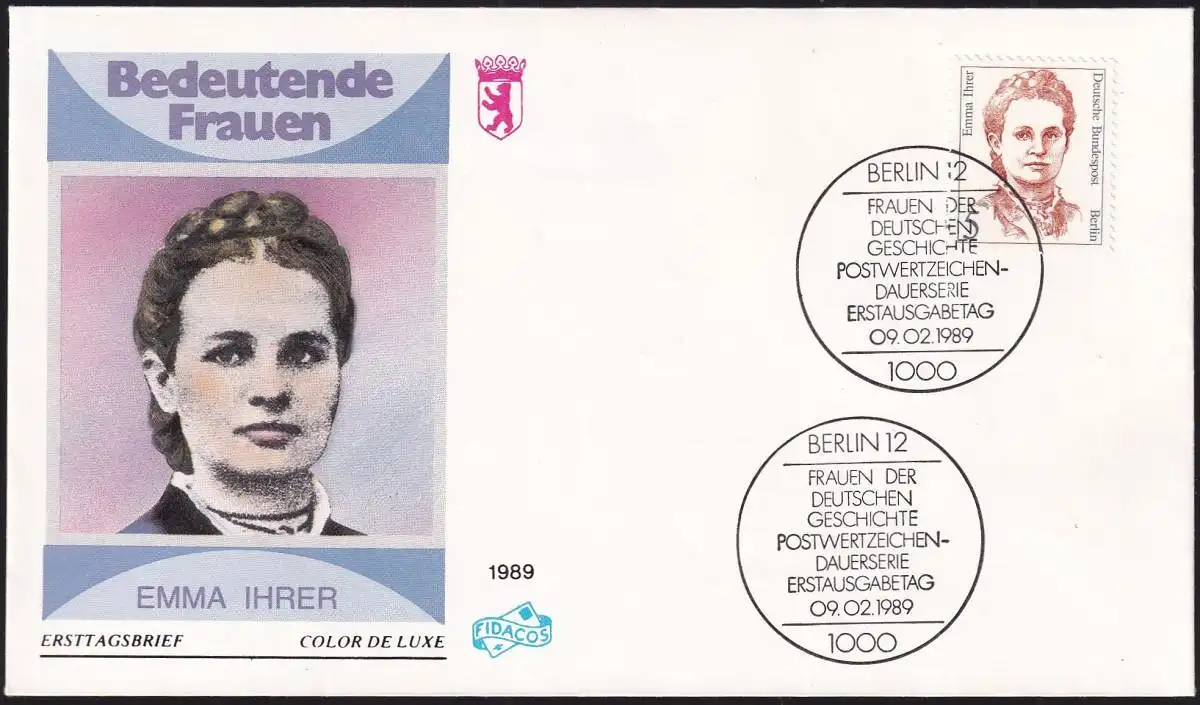 Bedeutende
Frauen
EMMA IHRER
ERSTTAGSBRIEF COLOR DE LUXE
1989
FIDACOS
Emma Ihrer
Deutsche Bundespost Berlin
5
BERLIN 12
FRAUEN DER
DEUTSCHEN
GESCHICHTE
POSTWERTZEICHEN-
DAUERSERIE
ERSTAUSGABETAG
09.02.1989
1000
BERLIN 12
FRAUEN DER
DEUTSCHEN
GESCHICHTE
POSTWERTZEICHEN-
DAUERSERIE
ERSTAUSGABETAG
09.02.1989
1000